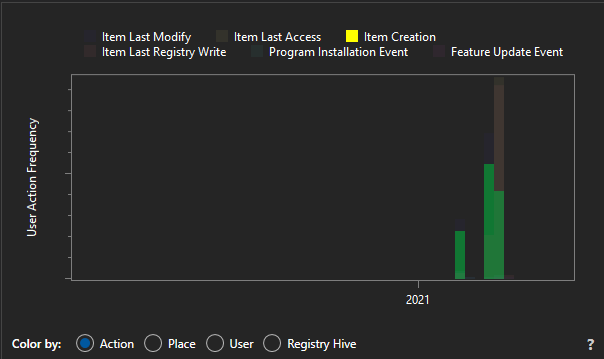 Item Last Modify Item Last Access Item Creation
Item Last Registry Write Program Installation Event Feature Update Event
User Action Frequency
2021
Color by: Action Place User Registry Hive ?